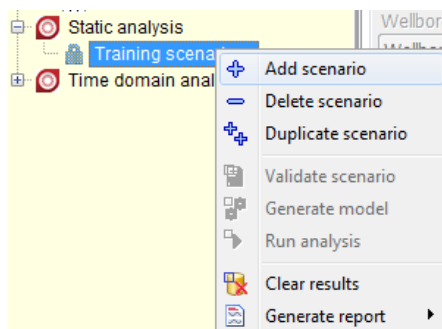 Static analysis
Wellbor
Training scenario
Add scenario
Time domain anal
Delete scenario
Duplicate scenario
Validate scenario
Generate model
Run analysis
Clear results
Generate report